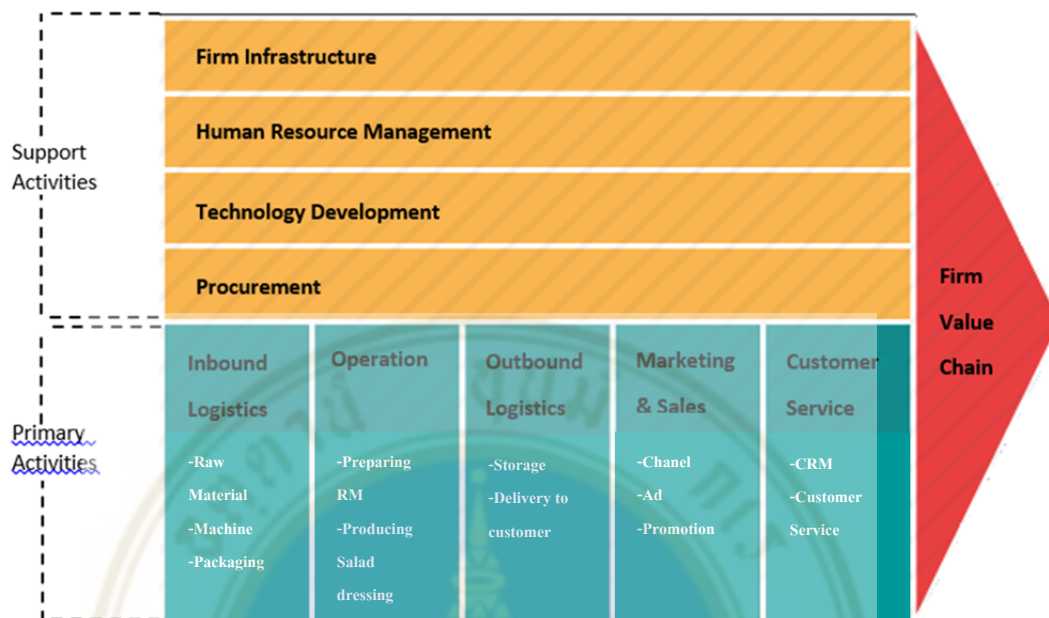 Support
Activities
Firm Infrastructure
Human Resource Management
Technology Development
Procurement
Firm
Value
Chain
Primary
Activities
Inbound
Logistics
-Raw
Material
-Machine
-Packaging
Operation
-Preparing
RM
-Producing
Salad
dressing
Outbound
Logistics
-Storage
-Delivery to
customer
Marketing
& Sales
-Chanel
-Ad
-Promotion
Customer
Service
-CRM
-Customer
Service